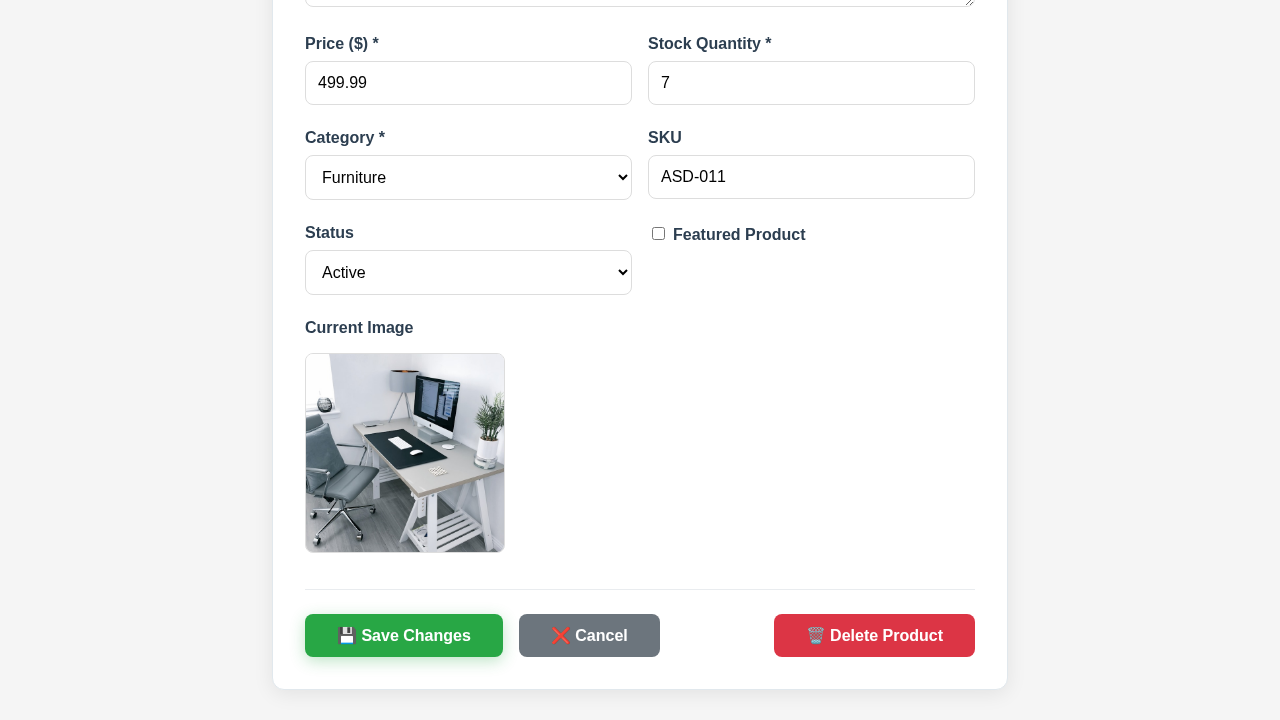 Price ($) *
Stock Quantity *
499.99
7
Category *
SKU
Furniture
ASD-011
Status
Featured Product
Active
Current Image
💾 Save Changes
❌ Cancel
🗑️ Delete Product